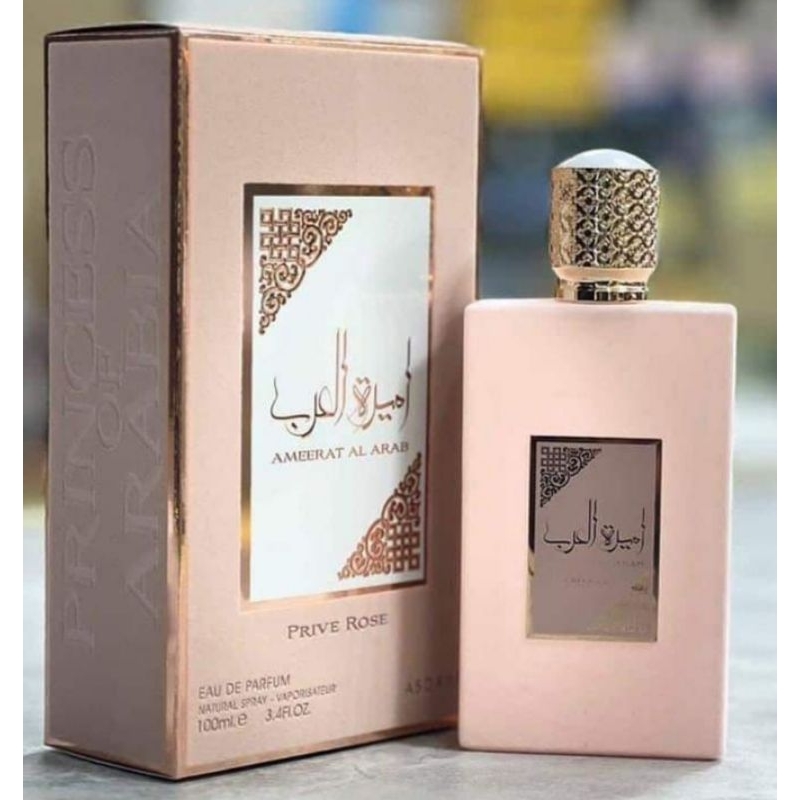 PRINCESS
OF
ARABIA
أميرة العرب
AMEERAT AL ARAB
PRIVE ROSE
EAU DE PARFUM
NATURAL SPRAY - VAPORISATEUR
100ml.e 3.4FL.OZ.
أميرة العرب